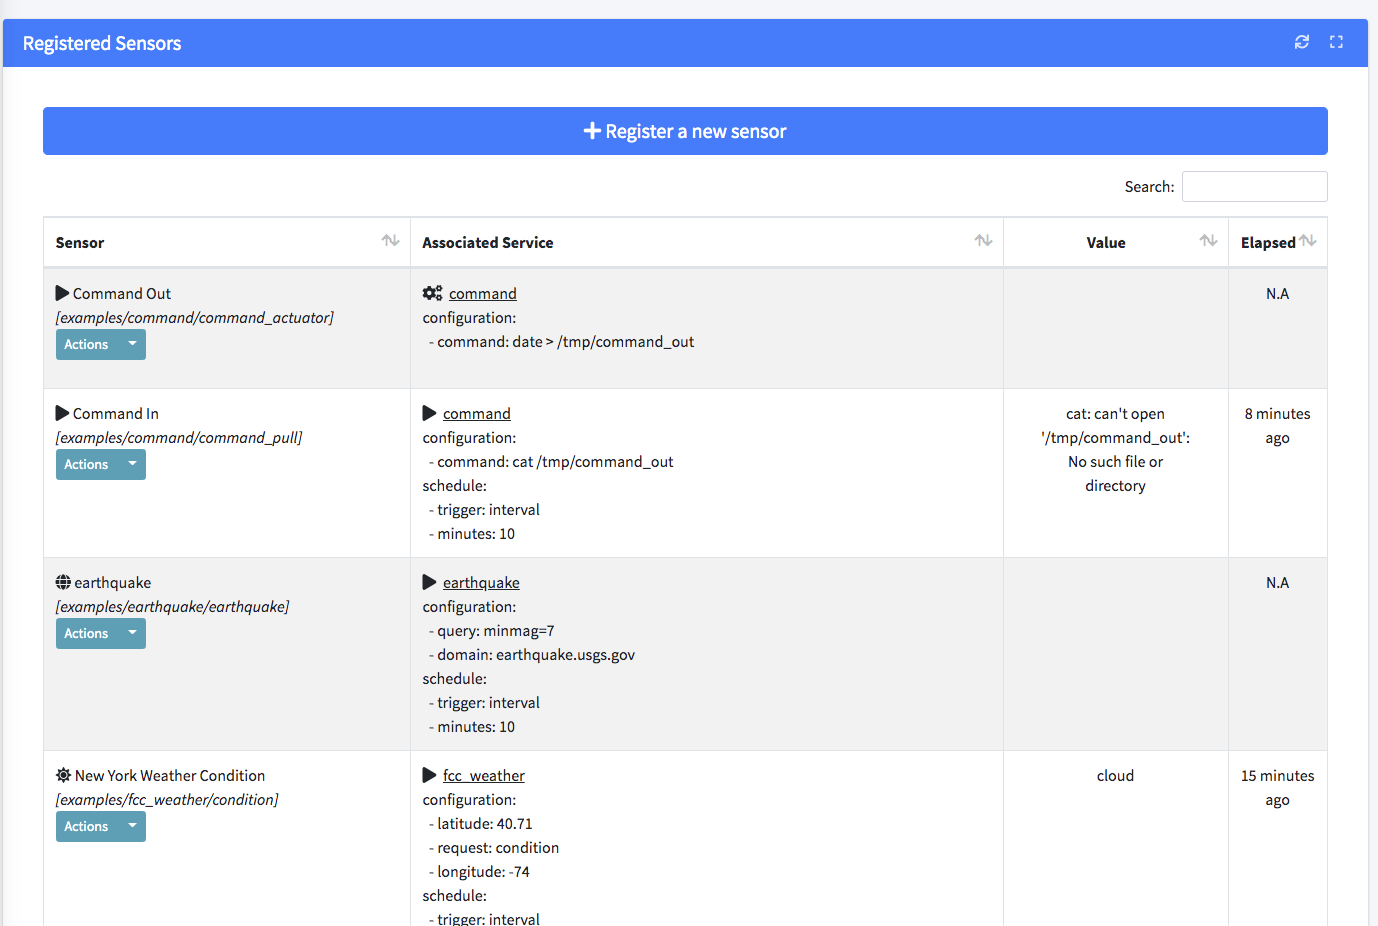 Registered Sensors
Register a new sensor
Search:
Sensor
Associated Service
Value
Elapsed
Command Out
[examples/command/command_actuator]
Actions
command
configuration:
- command: date > /tmp/command_out
N.A
Command In
[examples/command/command_pull]
Actions
command
configuration:
- command: cat /tmp/command_out
schedule:
- trigger: interval
- minutes: 10
cat: can't open
'/tmp/command_out':
No such file or
directory
8 minutes
ago
earthquake
[examples/earthquake/earthquake]
Actions
earthquake
configuration:
- query: minmag=7
- domain: earthquake.usgs.gov
schedule:
- trigger: interval
- minutes: 10
N.A
New York Weather Condition
[examples/fcc_weather/condition]
Actions
fcc_weather
configuration:
- latitude: 40.71
- request: condition
- longitude: -74
schedule:
- trigger: interval
cloud
15 minutes
ago